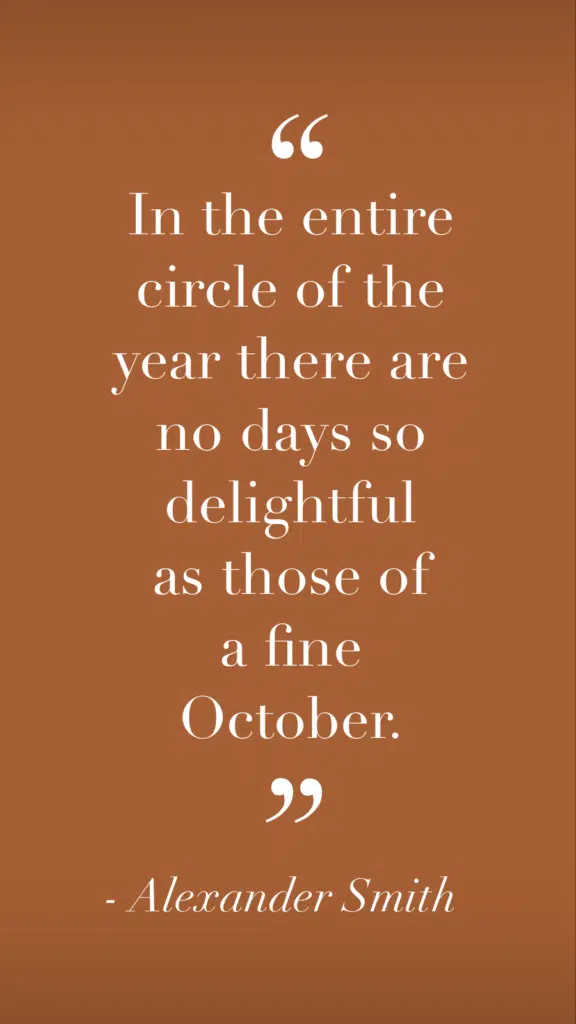 “
In the entire
circle of the
year there are
no days so
delightful
as those of
a fine
October.
”
- Alexander Smith